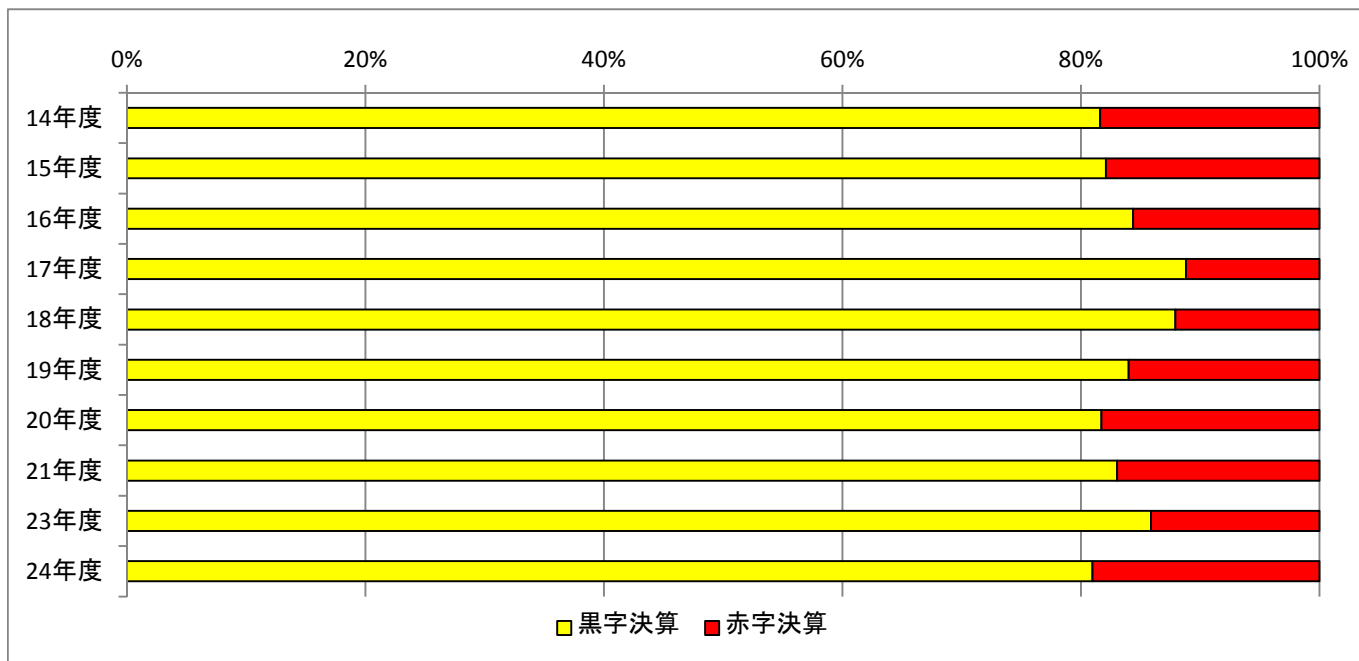 0% 20% 40% 60% 80% 100%
14年度
15年度
16年度
17年度
18年度
19年度
20年度
21年度
23年度
24年度
黒字決算 赤字決算